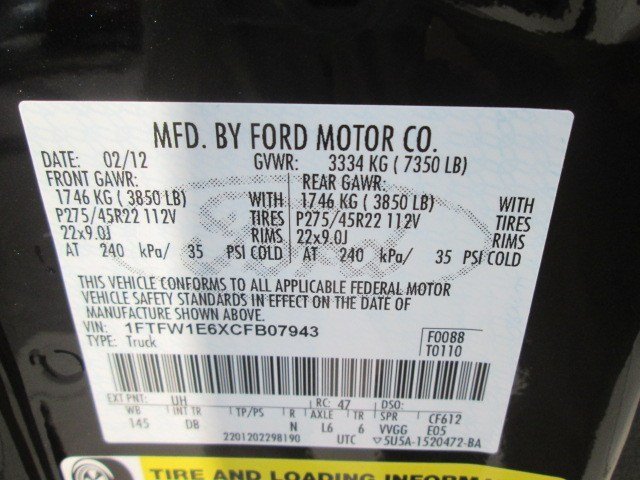 MFD. BY FORD MOTOR CO.
DATE: 02/12 GVWR: 3334 KG ( 7350 LB)
FRONT GAWR: REAR GAWR:
1746 KG ( 3850 LB) WITH 1746 KG ( 3850 LB) WITH
P275/45R22 112V TIRES P275/45R22 112V TIRES
22x9.0J RIMS 22x9.0J RIMS
AT 240 kPa/ 35 PSI COLD AT 240 kPa/ 35 PSI COLD
THIS VEHICLE CONFORMS TO ALL APPLICABLE FEDERAL MOTOR
VEHICLE SAFETY STANDARDS IN EFFECT ON THE DATE OF
MANUFACTURE SHOWN ABOVE.
VIN: 1FTFW1E6XCFB07943
TYPE: Truck
F0088
T0110
EXT PNT: UH RC: 47 DSO:
WB INT TR TP/PS R AXLE TR SPR CF612
145 DB N L6 6 VVGG E05
2201202298190 UTC 5U5A-1520472-BA
TIRE AND LOADING INFORMA